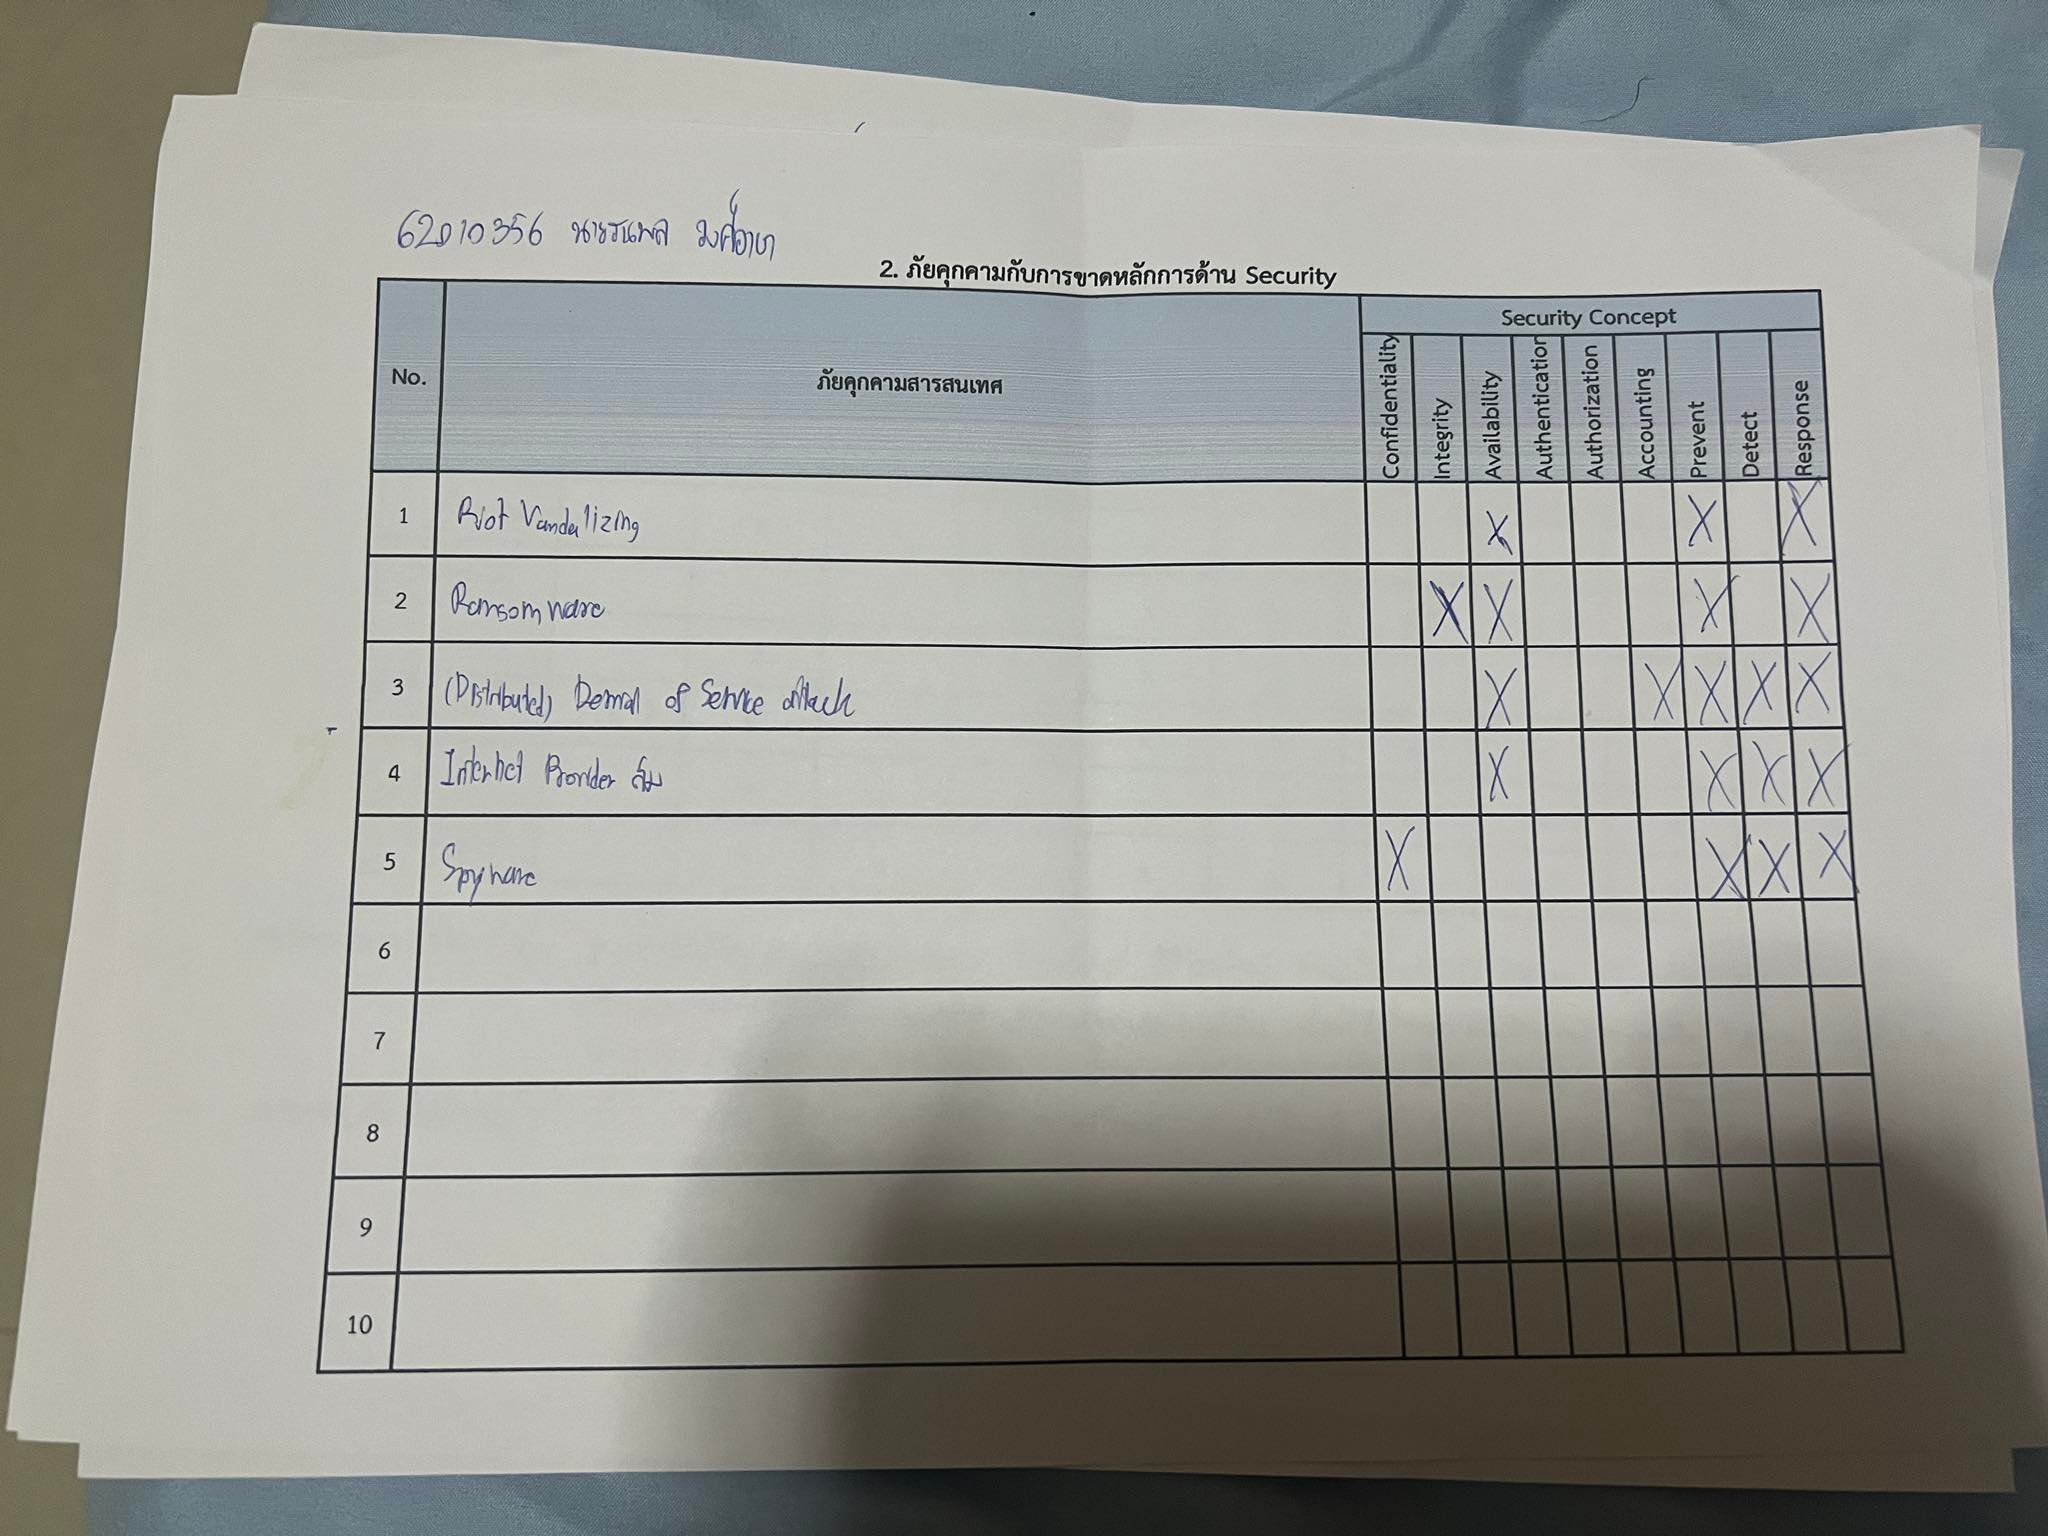 62010356 นายธนพล วงศ์อาษา
2. ภัยคุกคามกับการขาดหลักการด้าน Security
No.
ภัยคุกคามสารสนเทศ
Security Concept
Confidentiality
Integrity
Availability
Authentication
Authorization
Accounting
Prevent
Detect
Response
1 Riot Vandalizing X X X
2 Ransomware X X X X
3 (Distributed) Denial of Service attack X X X X X
4 Internet Provider ล่ม X X X X
5 Spyware X X X X
6
7
8
9
10